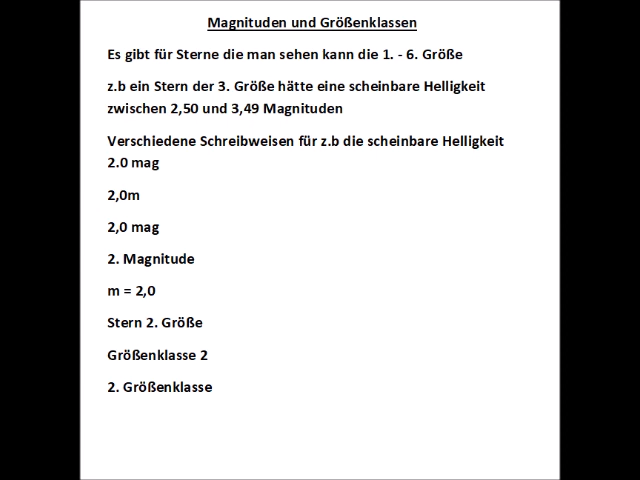 Magnituden und Größenklassen
Es gibt für Sterne die man sehen kann die 1. - 6. Größe
z.b ein Stern der 3. Größe hätte eine scheinbare Helligkeit
zwischen 2,50 und 3,49 Magnituden
Verschiedene Schreibweisen für z.b die scheinbare Helligkeit
2.0 mag
2,0m
2,0 mag
2. Magnitude
m = 2,0
Stern 2. Größe
Größenklasse 2
2. Größenklasse